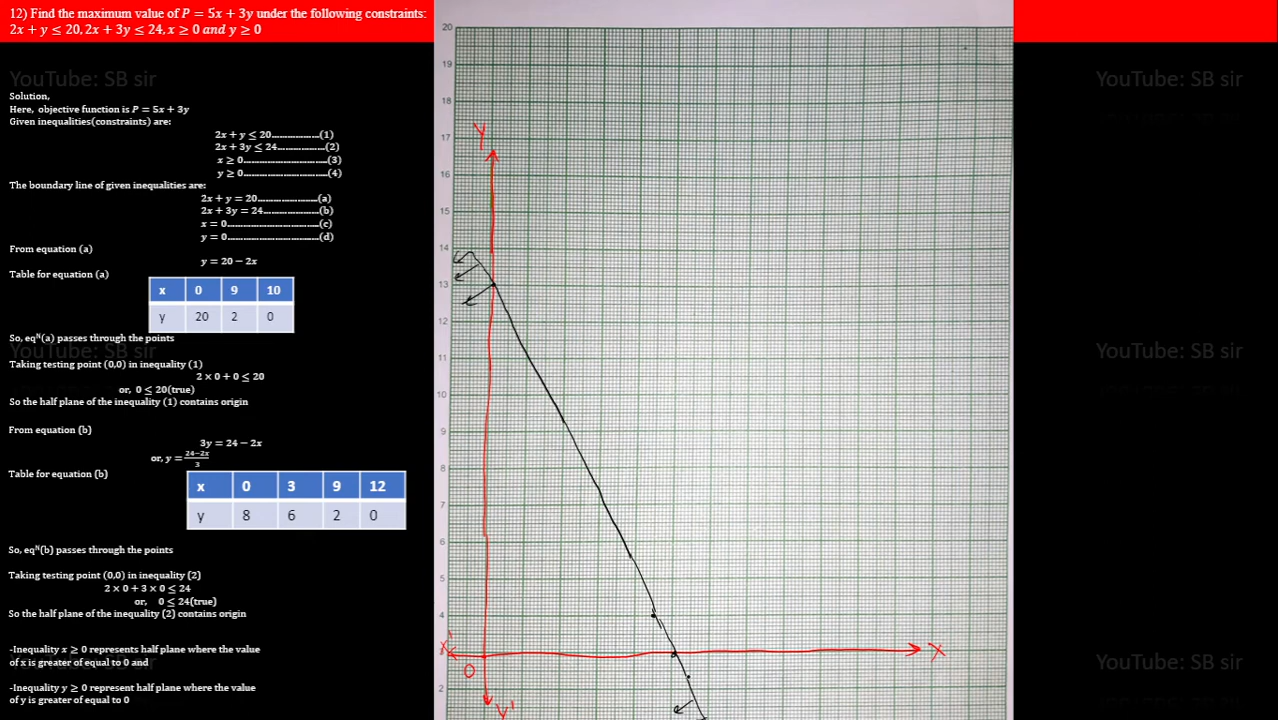 12) Find the maximum value of P = 5x + 3y under the following constraints:
2x + y ≤ 20, 2x + 3y ≤ 24, x ≥ 0 and y ≥ 0
YouTube: SB sir
YouTube: SB sir
Solution,
Here, objective function is P = 5x + 3y
Given inequalities(constraints) are:
2x + y ≤ 20....................(1)
2x + 3y ≤ 24....................(2)
x ≥ 0....................(3)
y ≥ 0....................(4)
The boundary line of given inequalities are:
2x + y = 20....................(a)
2x + 3y = 24....................(b)
x = 0....................(c)
y = 0....................(d)
From equation (a)
y = 20 − 2x
Table for equation (a)
x 0 9 10
y 20 2 0
So, eqᴺ(a) passes through the points
YouTube: SB sir
YouTube: SB sir
Taking testing point (0,0) in inequality (1)
2 × 0 + 0 ≤ 20
or, 0 ≤ 20(true)
So the half plane of the inequality (1) contains origin
From equation (b)
3y = 24 − 2x
or, y = (24−2x)/3
Table for equation (b)
x 0 3 9 12
y 8 6 2 0
So, eqᴺ(b) passes through the points
Taking testing point (0,0) in inequality (2)
2 × 0 + 3 × 0 ≤ 24
or, 0 ≤ 24(true)
So the half plane of the inequality (2) contains origin
-Inequality x ≥ 0 represents half plane where the value
of x is greater of equal to 0 and
YouTube: SB sir
-Inequality y ≥ 0 represent half plane where the value
of y is greater of equal to 0
20
19
18
17
16
15
14
13
12
11
10
9
8
7
6
5
4
3
2
Y
X'
X
O
Y'